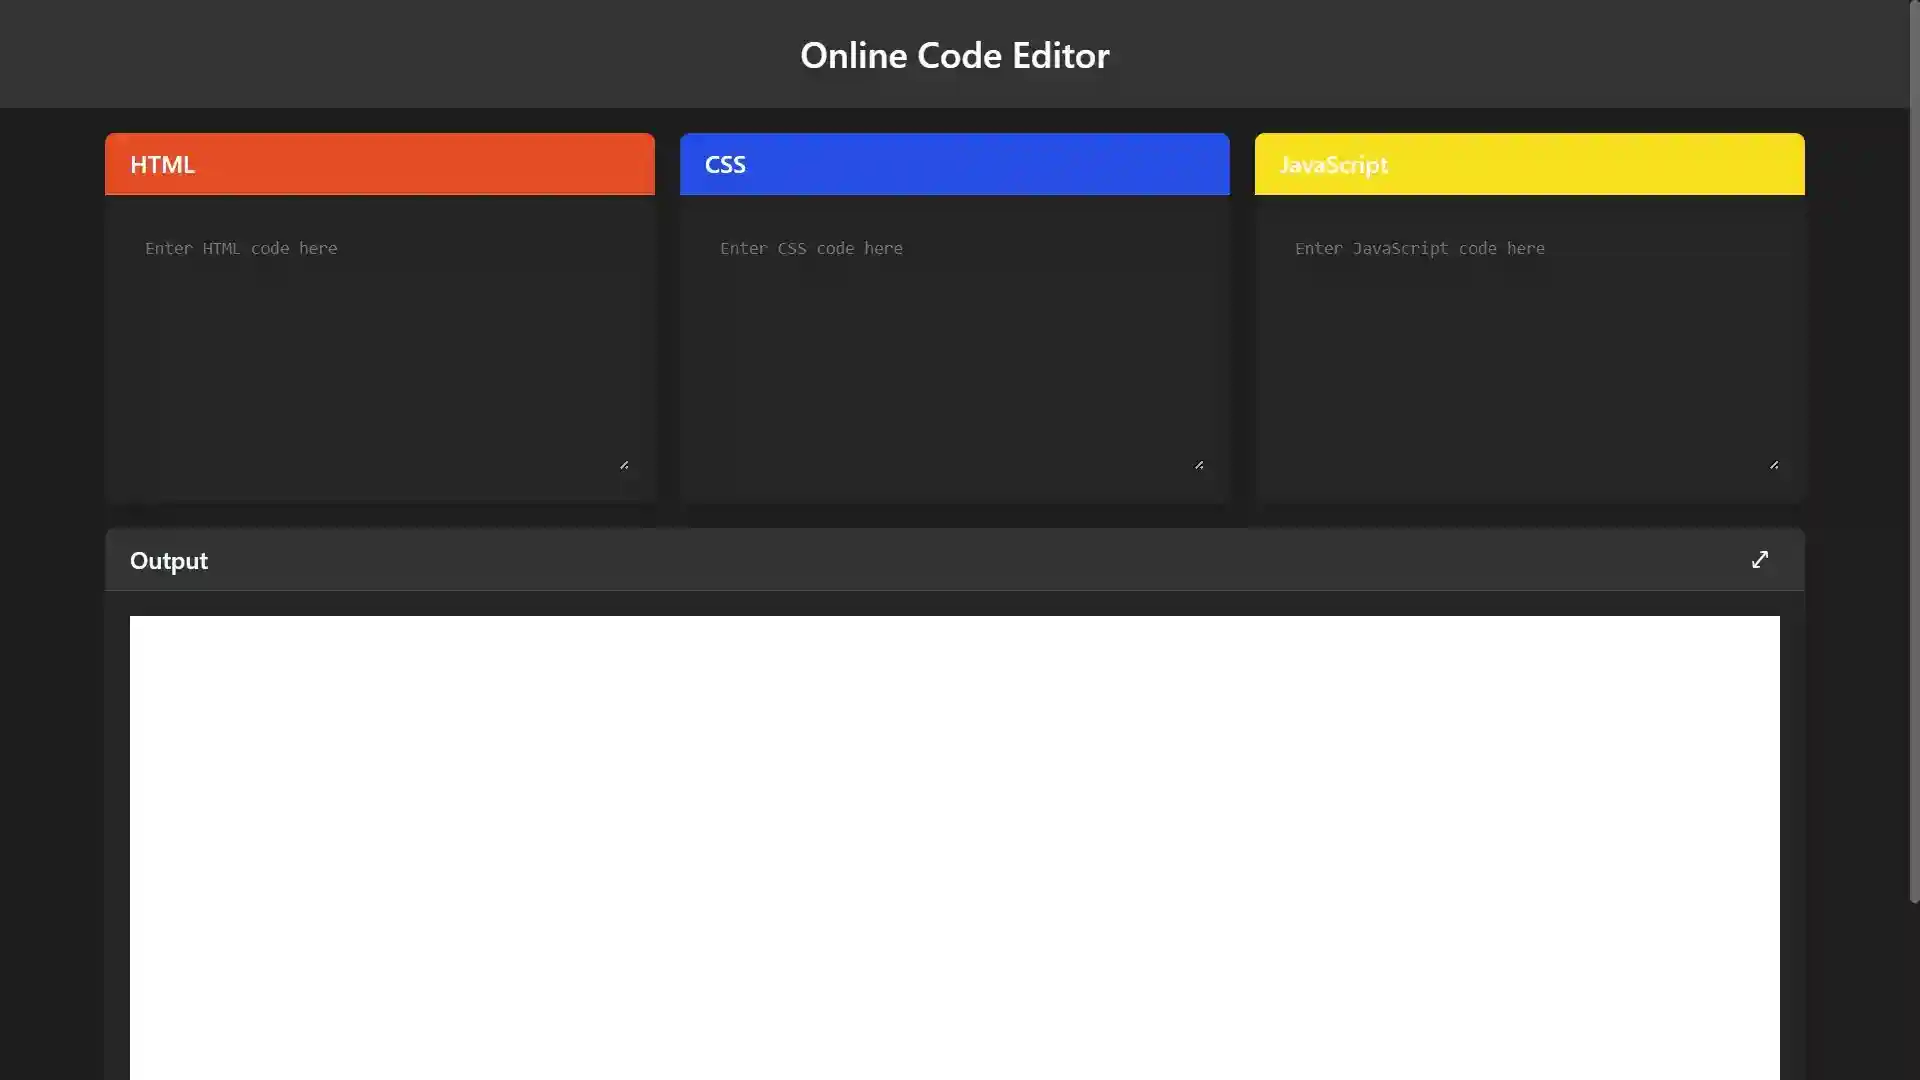 Online Code Editor
HTML
CSS
JavaScript
Enter HTML code here
Enter CSS code here
Enter JavaScript code here
Output